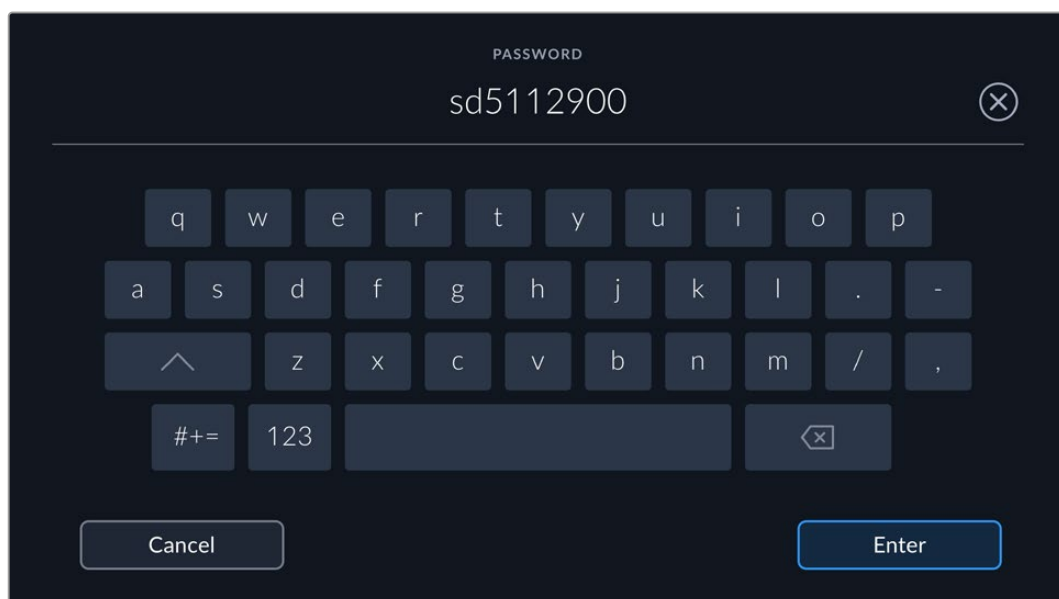 PASSWORD
sd5112900
q w e r t y u i o p
a s d f g h j k l . -
z x c v b n m / ,
#+= 123
Cancel Enter